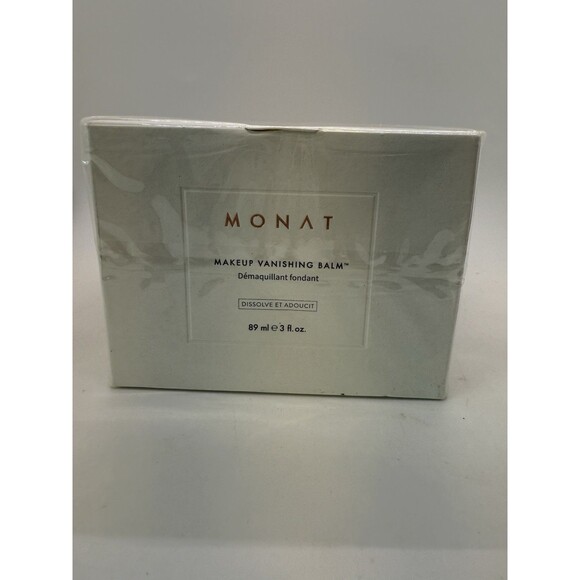 MONAT
MAKEUP VANISHING BALM™
Démaquillant fondant
DISSOLVE ET ADOUCIT
89 ml ℮ 3 fl. oz.